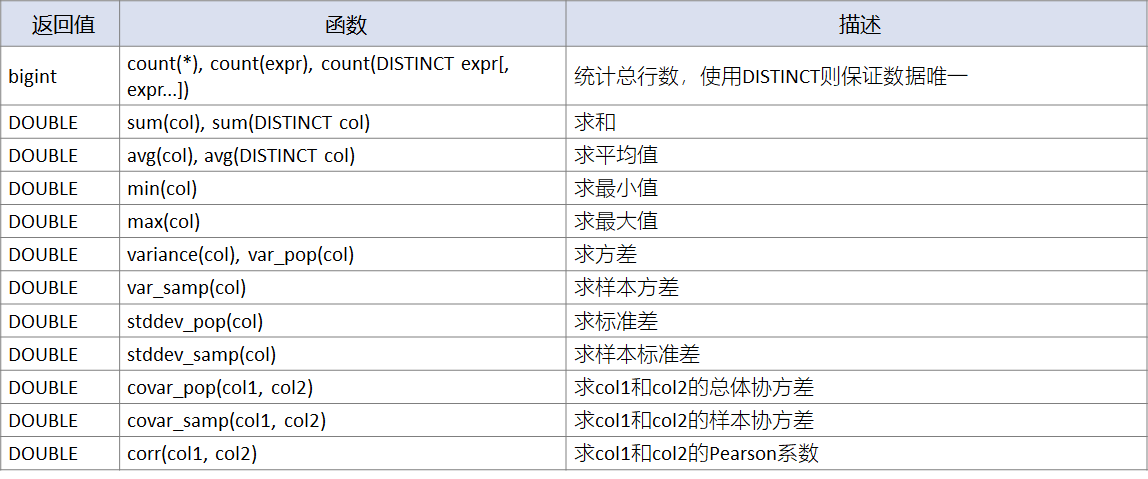 返回值 函数 描述
bigint count(*), count(expr), count(DISTINCT expr[, 统计总行数，使用DISTINCT则保证数据唯一
expr...])
DOUBLE sum(col), sum(DISTINCT col) 求和
DOUBLE avg(col), avg(DISTINCT col) 求平均值
DOUBLE min(col) 求最小值
DOUBLE max(col) 求最大值
DOUBLE variance(col), var_pop(col) 求方差
DOUBLE var_samp(col) 求样本方差
DOUBLE stddev_pop(col) 求标准差
DOUBLE stddev_samp(col) 求样本标准差
DOUBLE covar_pop(col1, col2) 求col1和col2的总体协方差
DOUBLE covar_samp(col1, col2) 求col1和col2的样本协方差
DOUBLE corr(col1, col2) 求col1和col2的Pearson系数